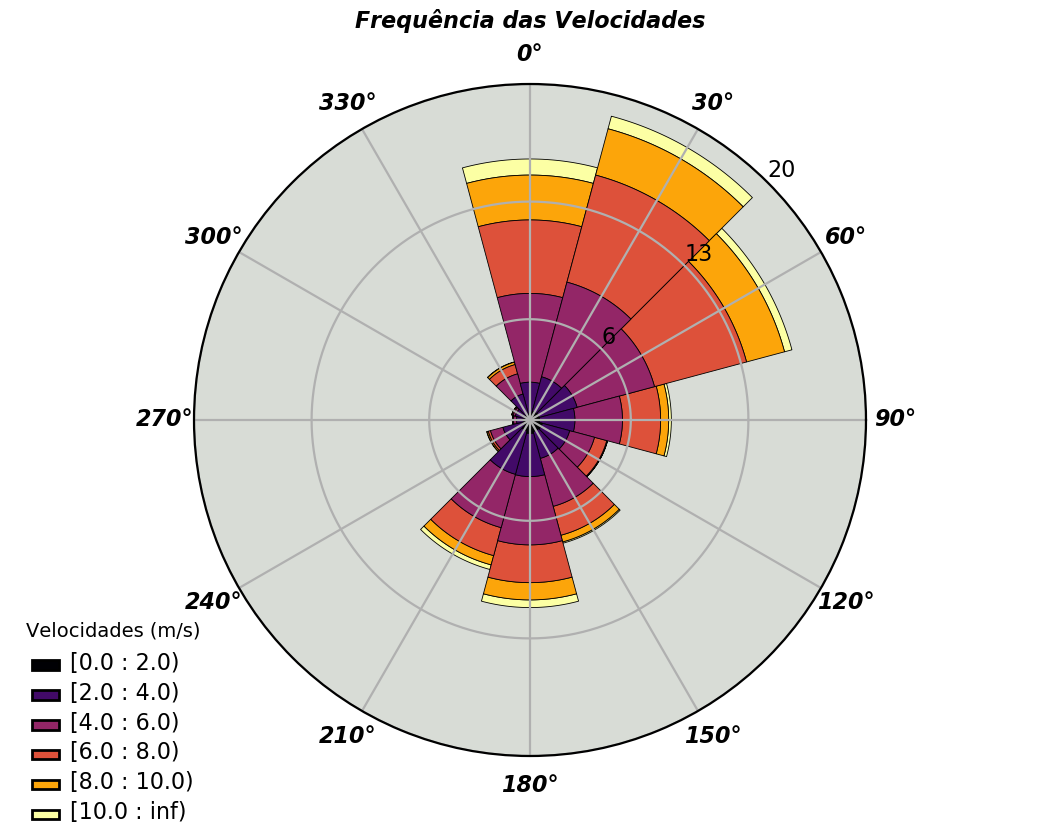 Frequência das Velocidades
0°
330°
30°
20
300°
60°
13
6
270°
90°
240°
120°
210°
150°
180°
Velocidades (m/s)
[0.0 : 2.0)
[2.0 : 4.0)
[4.0 : 6.0)
[6.0 : 8.0)
[8.0 : 10.0)
[10.0 : inf)